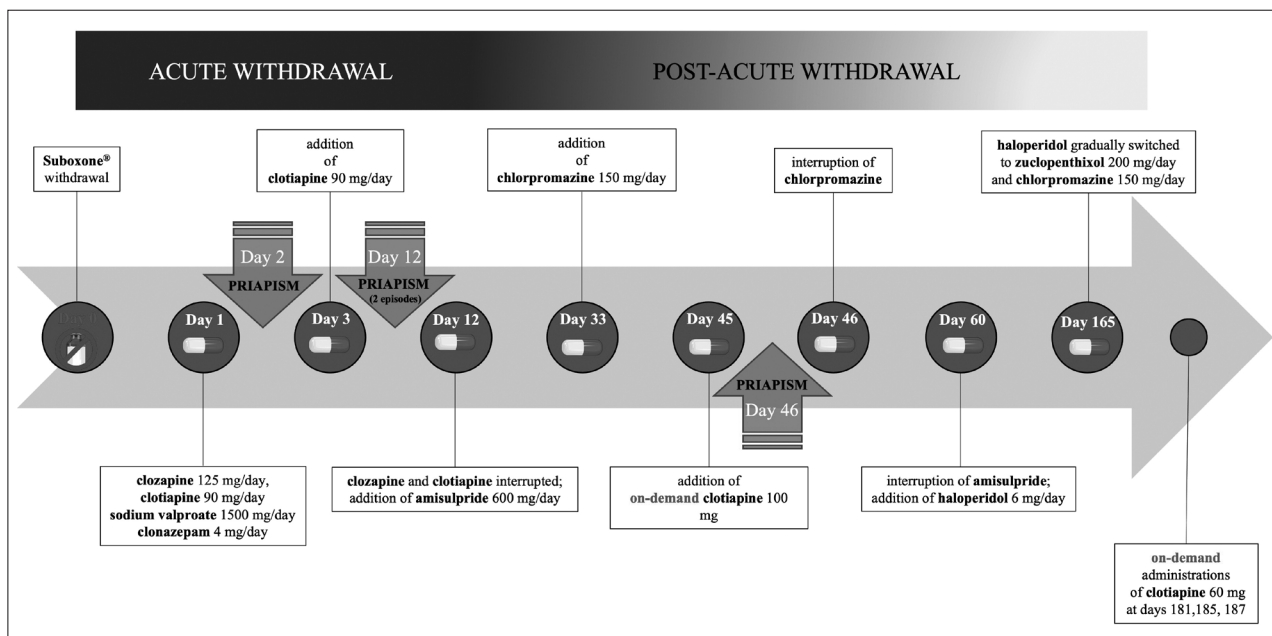 ACUTE WITHDRAWAL
POST-ACUTE WITHDRAWAL
Suboxone®
withdrawal
addition
of
clotiapine 90 mg/day
addition
of
chlorpromazine 150 mg/day
interruption of
chlorpromazine
haloperidol gradually switched
to zuclopenthixol 200 mg/day
and chlorpromazine 150 mg/day
Day 2
PRIAPISM
Day 12
PRIAPISM
(2 episodes)
Day 1
Day 3
Day 12
Day 33
Day 45
Day 46
Day 60
Day 165
PRIAPISM
Day 46
clozapine 125 mg/day,
clotiapine 90 mg/day
sodium valproate 1500 mg/day
clonazepam 4 mg/day
clozapine and clotiapine interrupted;
addition of amisulpride 600 mg/day
addition of
on-demand clotiapine 100
mg
interruption of amisulpride;
addition of haloperidol 6 mg/day
on-demand
administrations
of clotiapine 60 mg
at days 181,185, 187